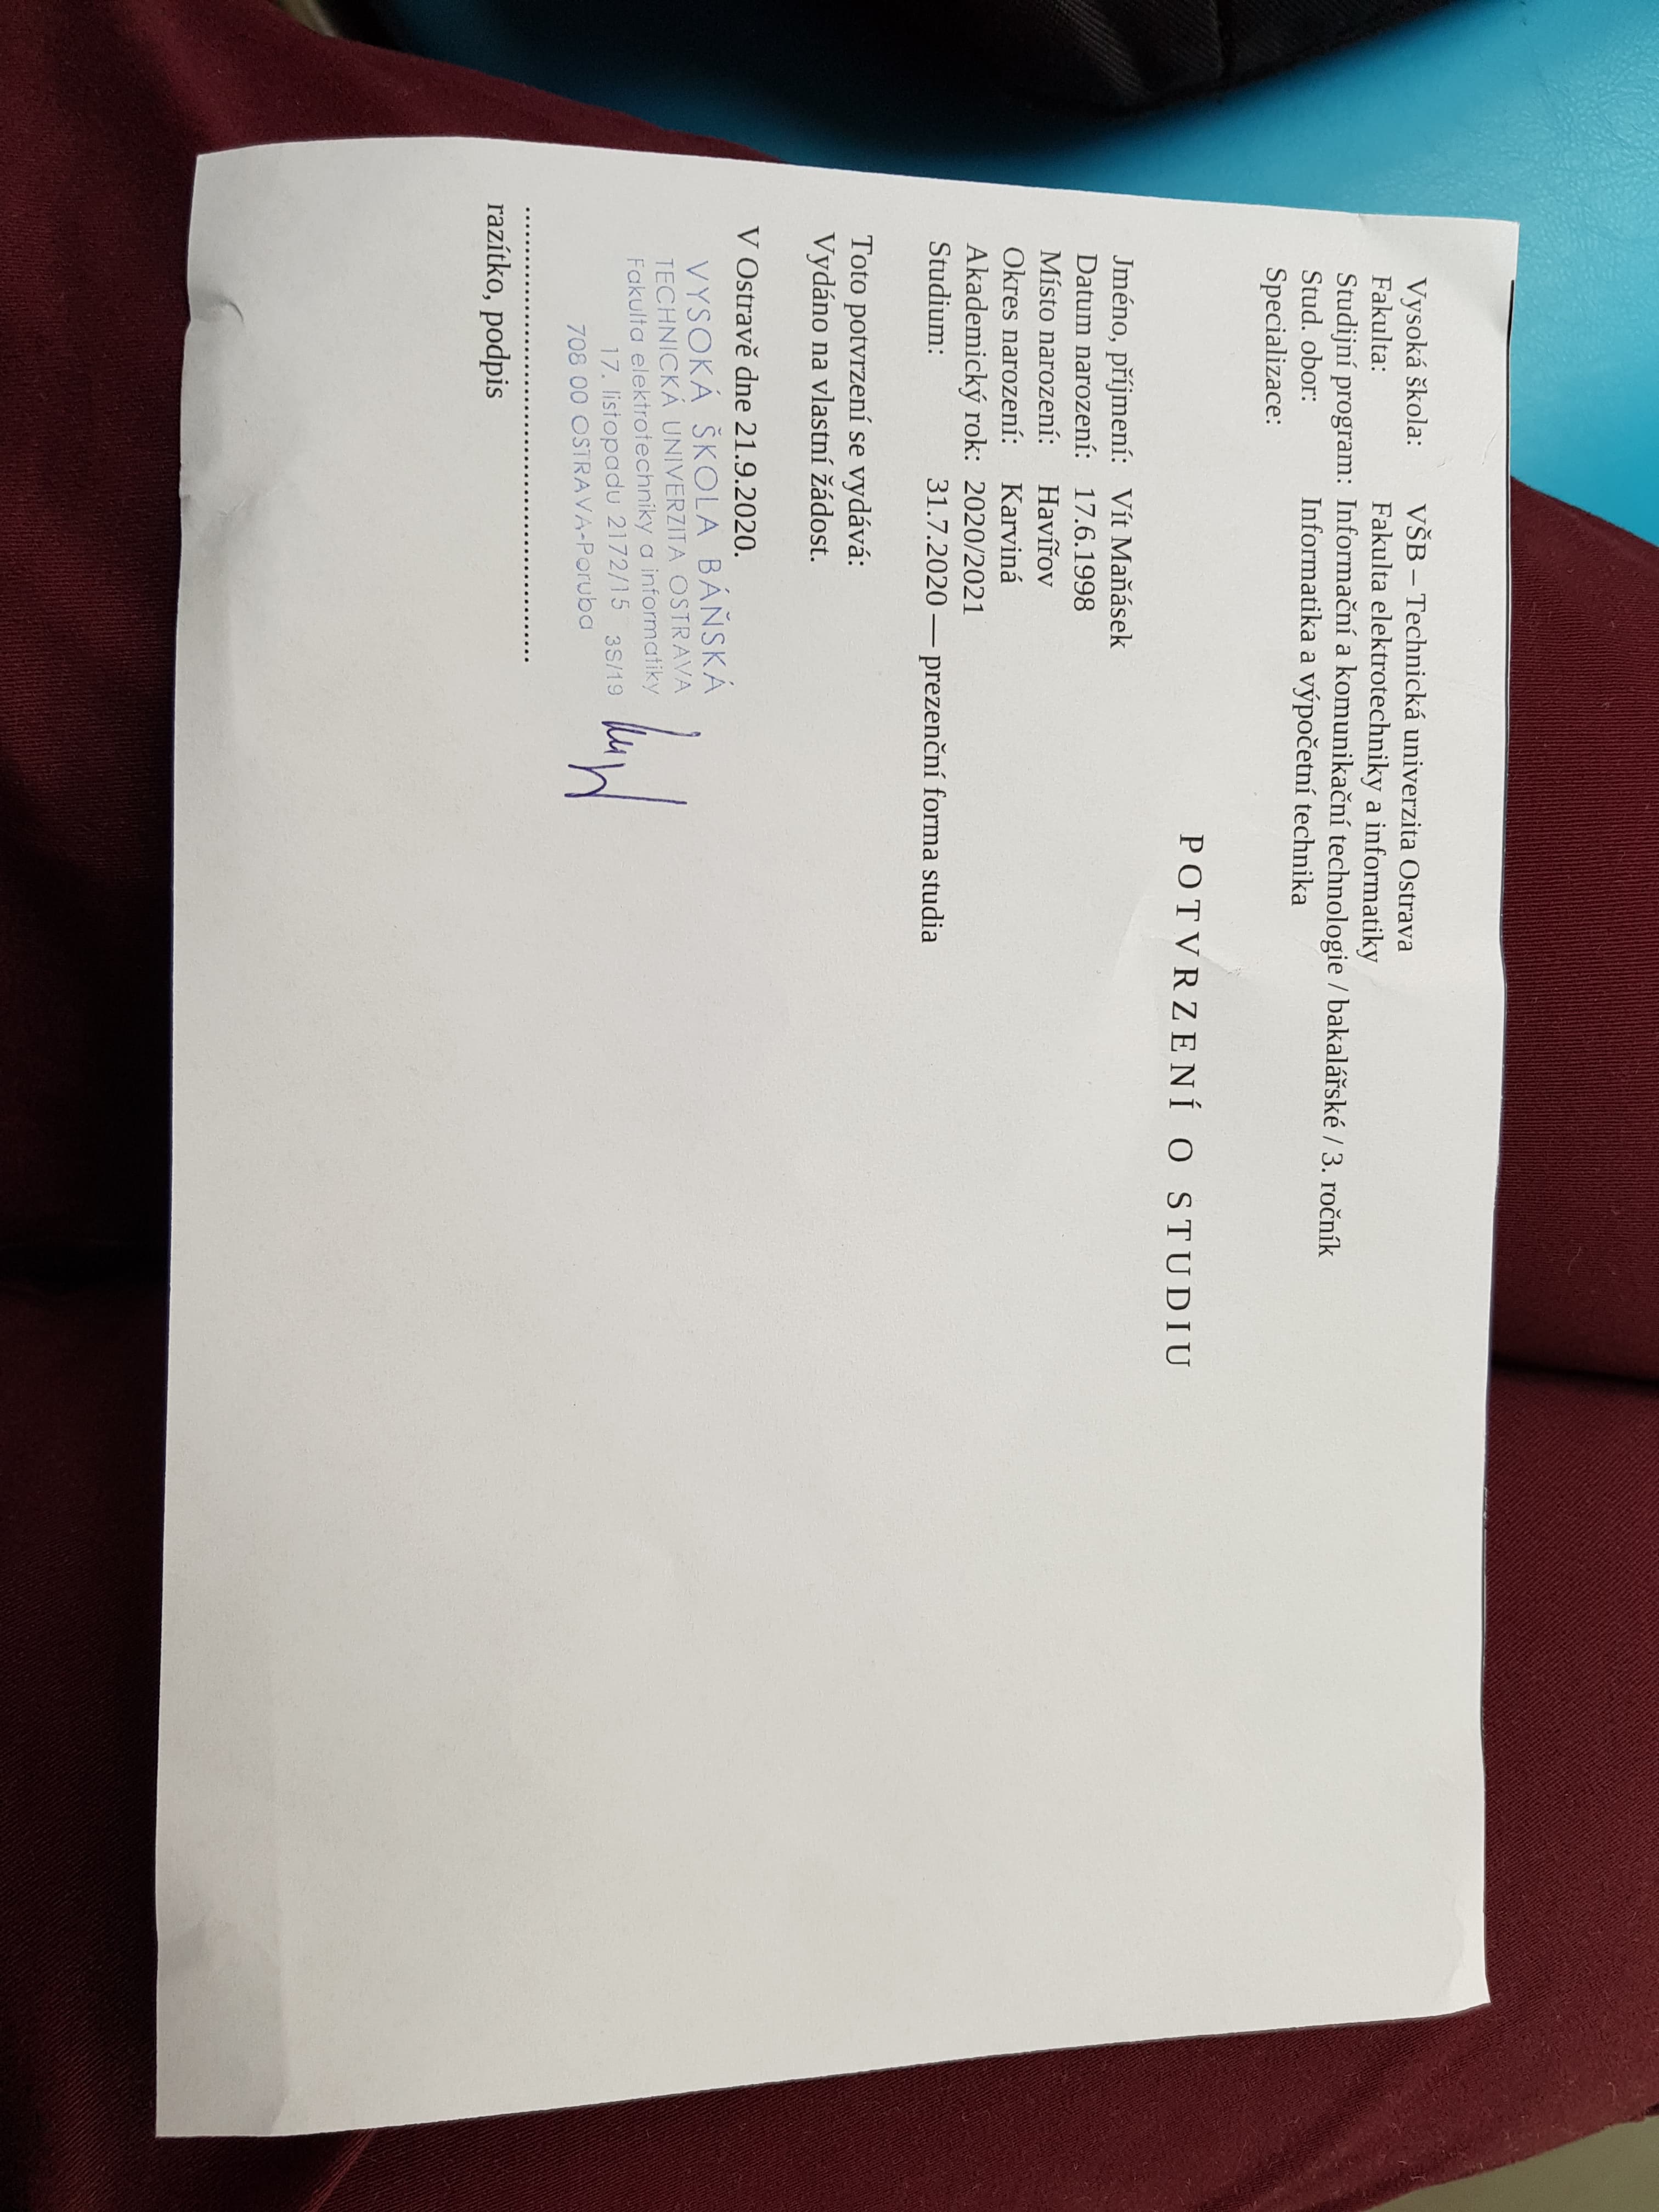 Vysoká škola: VŠB – Technická univerzita Ostrava
Fakulta: Fakulta elektrotechniky a informatiky
Studijní program: Informační a komunikační technologie / bakalářské / 3. ročník
Stud. obor: Informatika a výpočetní technika
Specializace:
POTVRZENÍ O STUDIU
Jméno, příjmení: Vít Maňásek
Datum narození: 17.6.1998
Místo narození: Havířov
Okres narození: Karviná
Akademický rok: 2020/2021
Studium: 31.7.2020 — prezenční forma studia
Toto potvrzení se vydává:
Vydáno na vlastní žádost.
V Ostravě dne 21.9.2020.
VYSOKÁ ŠKOLA BÁŇSKÁ
TECHNICKÁ UNIVERZITA OSTRAVA
Fakulta elektrotechniky a informatiky
17. listopadu 2172/15 3S/19
708 00 OSTRAVA-Poruba
razítko, podpis